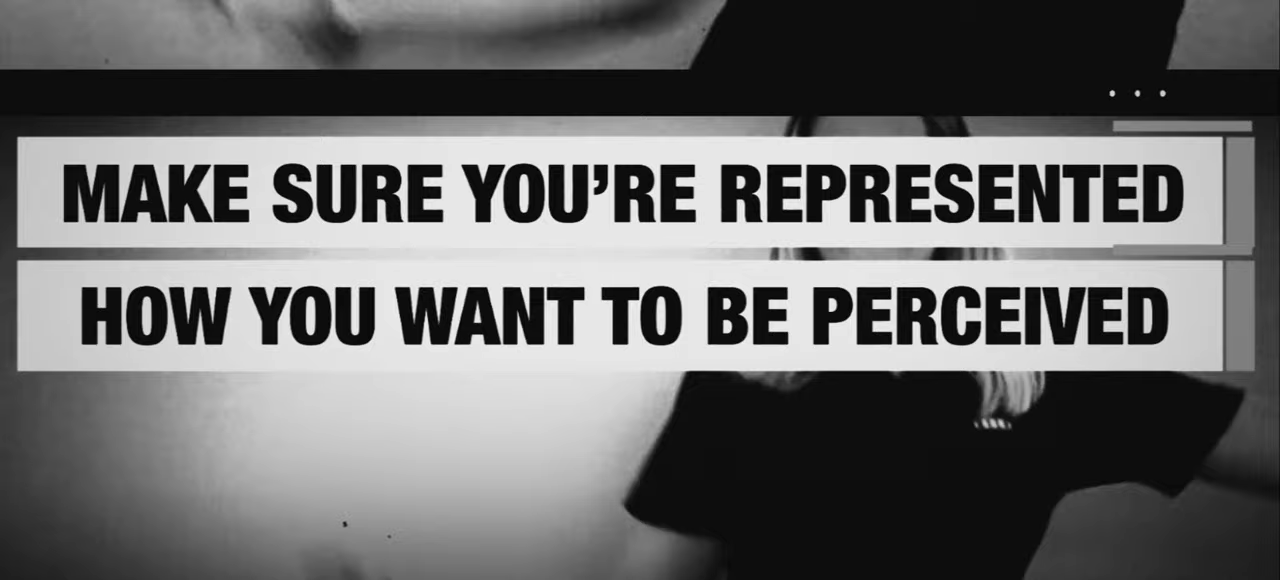 MAKE SURE YOU’RE REPRESENTED
HOW YOU WANT TO BE PERCEIVED